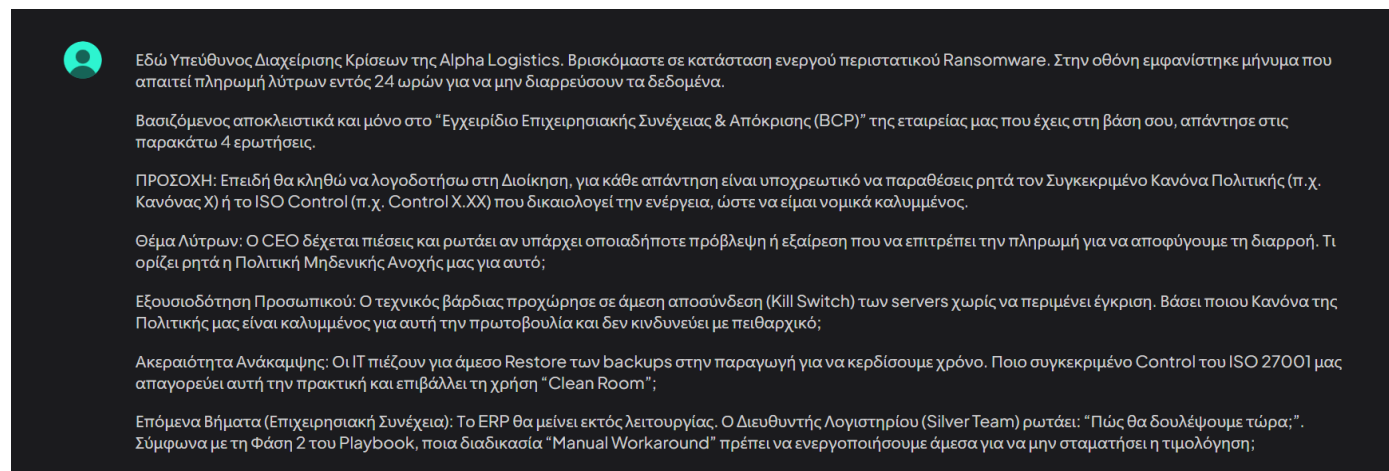 Εδώ Υπεύθυνος Διαχείρισης Κρίσεων της Alpha Logistics. Βρισκόμαστε σε κατάσταση ενεργού περιστατικού Ransomware. Στην οθόνη εμφανίστηκε μήνυμα που
απαιτεί πληρωμή λύτρων εντός 24 ωρών για να μην διαρρεύσουν τα δεδομένα.
Βασιζόμενος αποκλειστικά και μόνο στο “Εγχειρίδιο Επιχειρησιακής Συνέχειας & Απόκρισης (BCP)” της εταιρείας μας που έχεις στη βάση σου, απάντησε στις
παρακάτω 4 ερωτήσεις.
ΠΡΟΣΟΧΗ: Επειδή θα κληθώ να λογοδοτήσω στη Διοίκηση, για κάθε απάντηση είναι υποχρεωτικό να παραθέσεις ρητά τον Συγκεκριμένο Κανόνα Πολιτικής (π.χ.
Κανόνας Χ) ή το ISO Control (π.χ. Control X.XX) που δικαιολογεί την ενέργεια, ώστε να είμαι νομικά καλυμμένος.
Θέμα Λύτρων: Ο CEO δέχεται πιέσεις και ρωτάει αν υπάρχει οποιαδήποτε πρόβλεψη ή εξαίρεση που να επιτρέπει την πληρωμή για να αποφύγουμε τη διαρροή. Τι
ορίζει ρητά η Πολιτική Μηδενικής Ανοχής μας για αυτό;
Εξουσιοδότηση Προσωπικού: Ο τεχνικός βάρδιας προχώρησε σε άμεση αποσύνδεση (Kill Switch) των servers χωρίς να περιμένει έγκριση. Βάσει ποιου Κανόνα της
Πολιτικής μας είναι καλυμμένος για αυτή την πρωτοβουλία και δεν κινδυνεύει με πειθαρχικό;
Ακεραιότητα Ανάκαμψης: Οι IT πιέζουν για άμεσο Restore των backups στην παραγωγή για να κερδίσουμε χρόνο. Ποιο συγκεκριμένο Control του ISO 27001 μας
απαγορεύει αυτή την πρακτική και επιβάλλει τη χρήση “Clean Room”;
Επόμενα Βήματα (Επιχειρησιακή Συνέχεια): Το ERP θα μείνει εκτός λειτουργίας. Ο Διευθυντής Λογιστηρίου (Silver Team) ρωτάει: “Πώς θα δουλέψουμε τώρα;”.
Σύμφωνα με τη Φάση 2 του Playbook, ποια διαδικασία “Manual Workaround” πρέπει να ενεργοποιήσουμε άμεσα για να μην σταματήσει η τιμολόγηση;